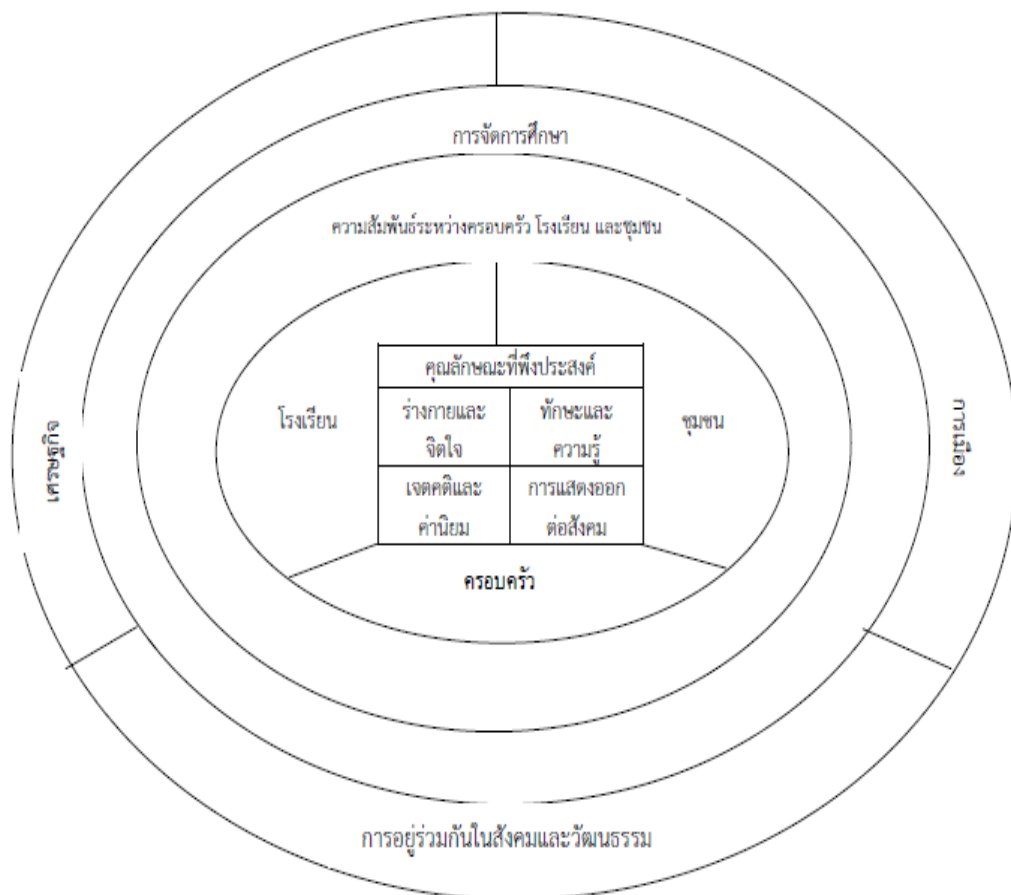 การจัดการศึกษา
ความสัมพันธ์ระหว่างครอบครัว โรงเรียน และชุมชน
คุณลักษณะที่พึงประสงค์
โรงเรียน
ร่างกายและ
จิตใจ
ทักษะและ
ความรู้
ชุมชน
เจตคติและ
ค่านิยม
การแสดงออก
ต่อสังคม
ครอบครัว
เศรษฐกิจ
การเมือง
การอยู่ร่วมกันในสังคมและวัฒนธรรม